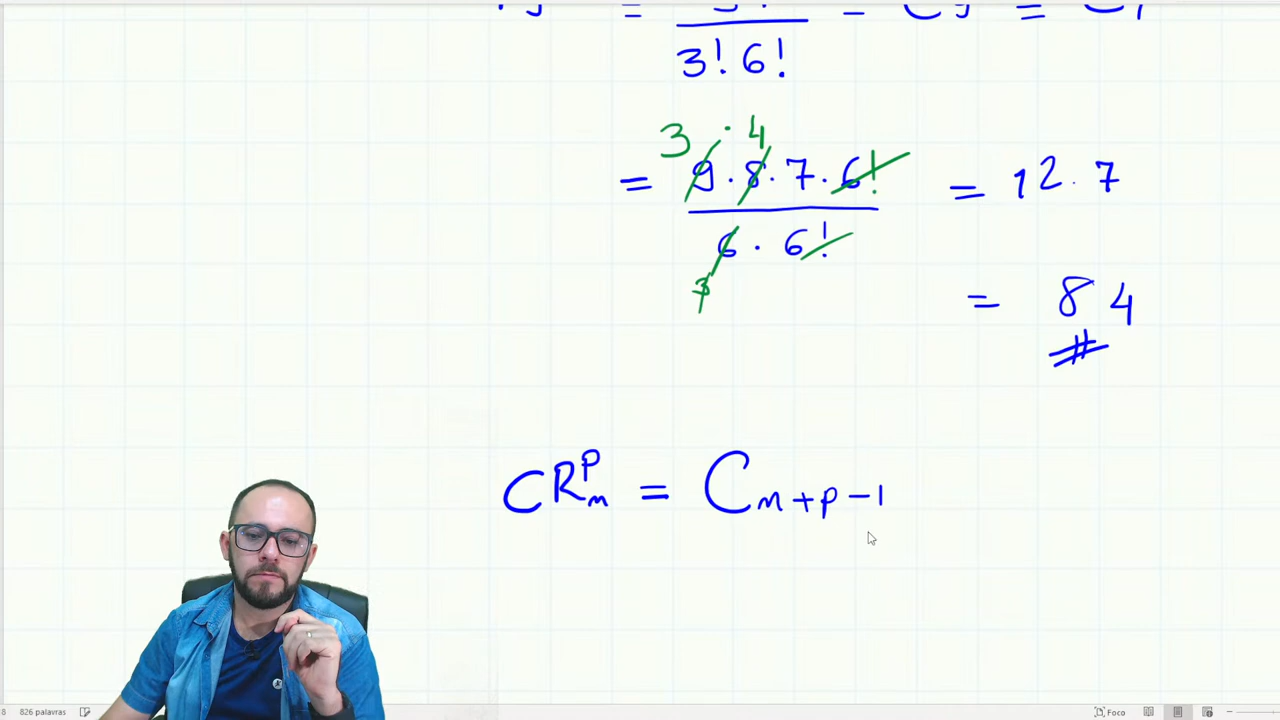 3! 6!
3 · 4
= 9 · 8 · 7 · 6! = 12 . 7
6 · 6!
3
= 84
CR^p_n = C_{n+p-1}
826 palavras Foco